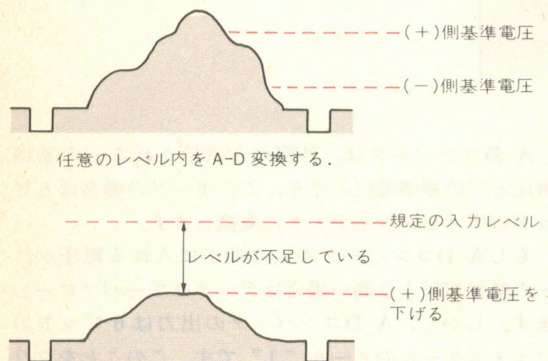 (+)側基準電圧
(−)側基準電圧
任意のレベル内をA-D変換する.
規定の入力レベル
レベルが不足している
(+)側基準電圧を
下げる